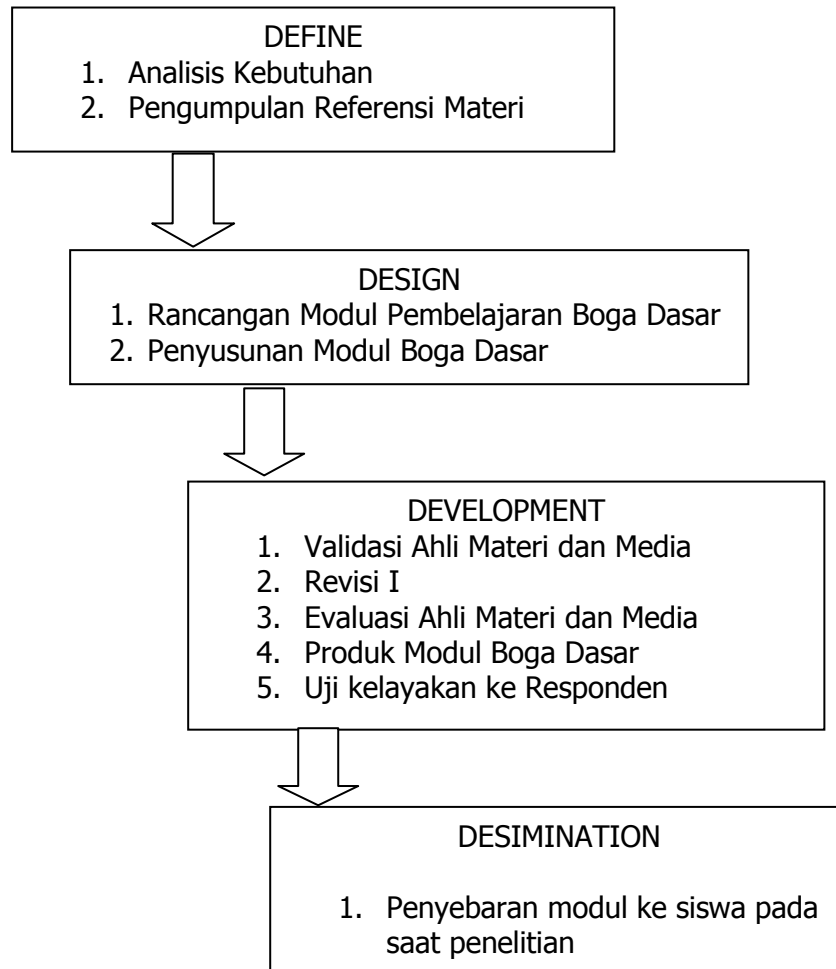 DEFINE
1. Analisis Kebutuhan
2. Pengumpulan Referensi Materi
DESIGN
1. Rancangan Modul Pembelajaran Boga Dasar
2. Penyusunan Modul Boga Dasar
DEVELOPMENT
1. Validasi Ahli Materi dan Media
2. Revisi I
3. Evaluasi Ahli Materi dan Media
4. Produk Modul Boga Dasar
5. Uji kelayakan ke Responden
DESIMINATION
1. Penyebaran modul ke siswa pada
saat penelitian